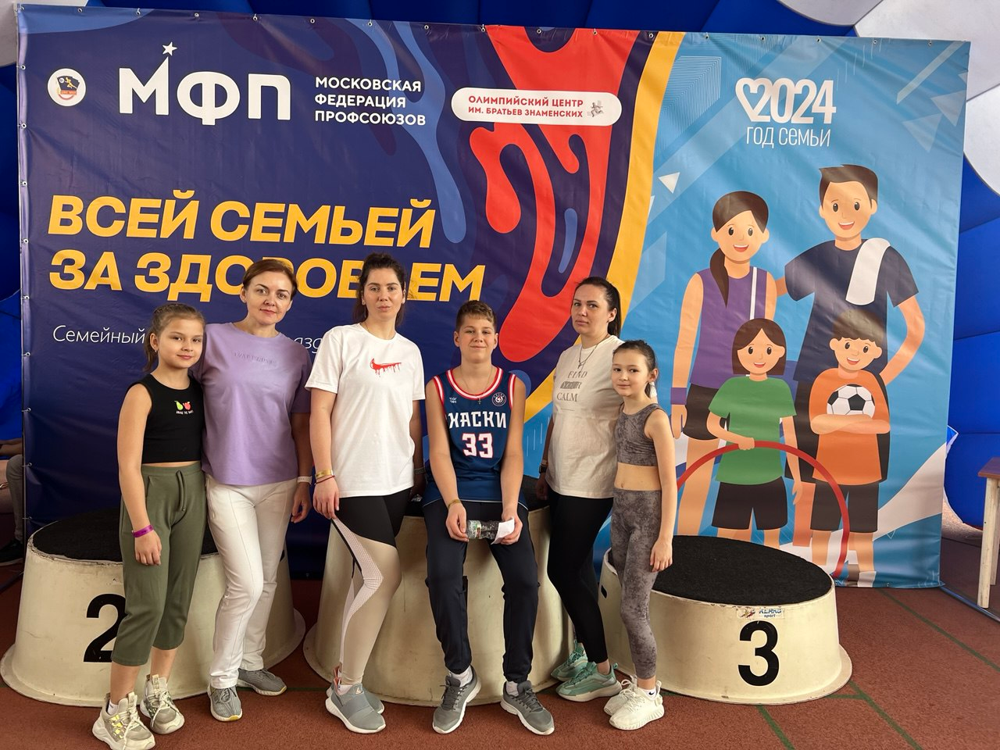 МФП
МОСКОВСКАЯ
ФЕДЕРАЦИЯ
ПРОФСОЮЗОВ
ОЛИМПИЙСКИЙ ЦЕНТР
ИМ. БРАТЬЕВ ЗНАМЕНСКИХ
2024
ГОД СЕМЬИ
ВСЕЙ СЕМЬЕЙ
ЗА
Семейный
CALM
ХАСКИ
33
2
3
sport